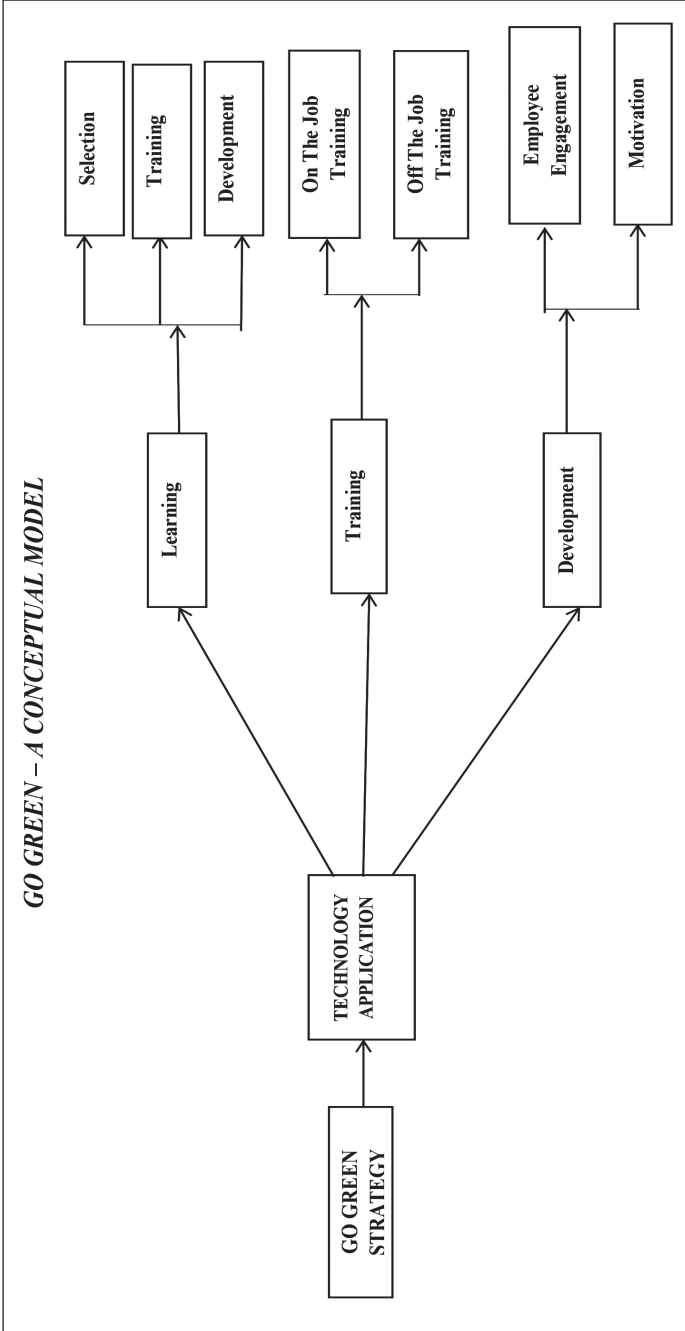 GO GREEN – A CONCEPTUAL MODEL
GO GREEN
STRATEGY
TECHNOLOGY
APPLICATION
Learning
Training
Development
Selection
Training
Development
On The Job
Training
Off The Job
Training
Employee
Engagement
Motivation